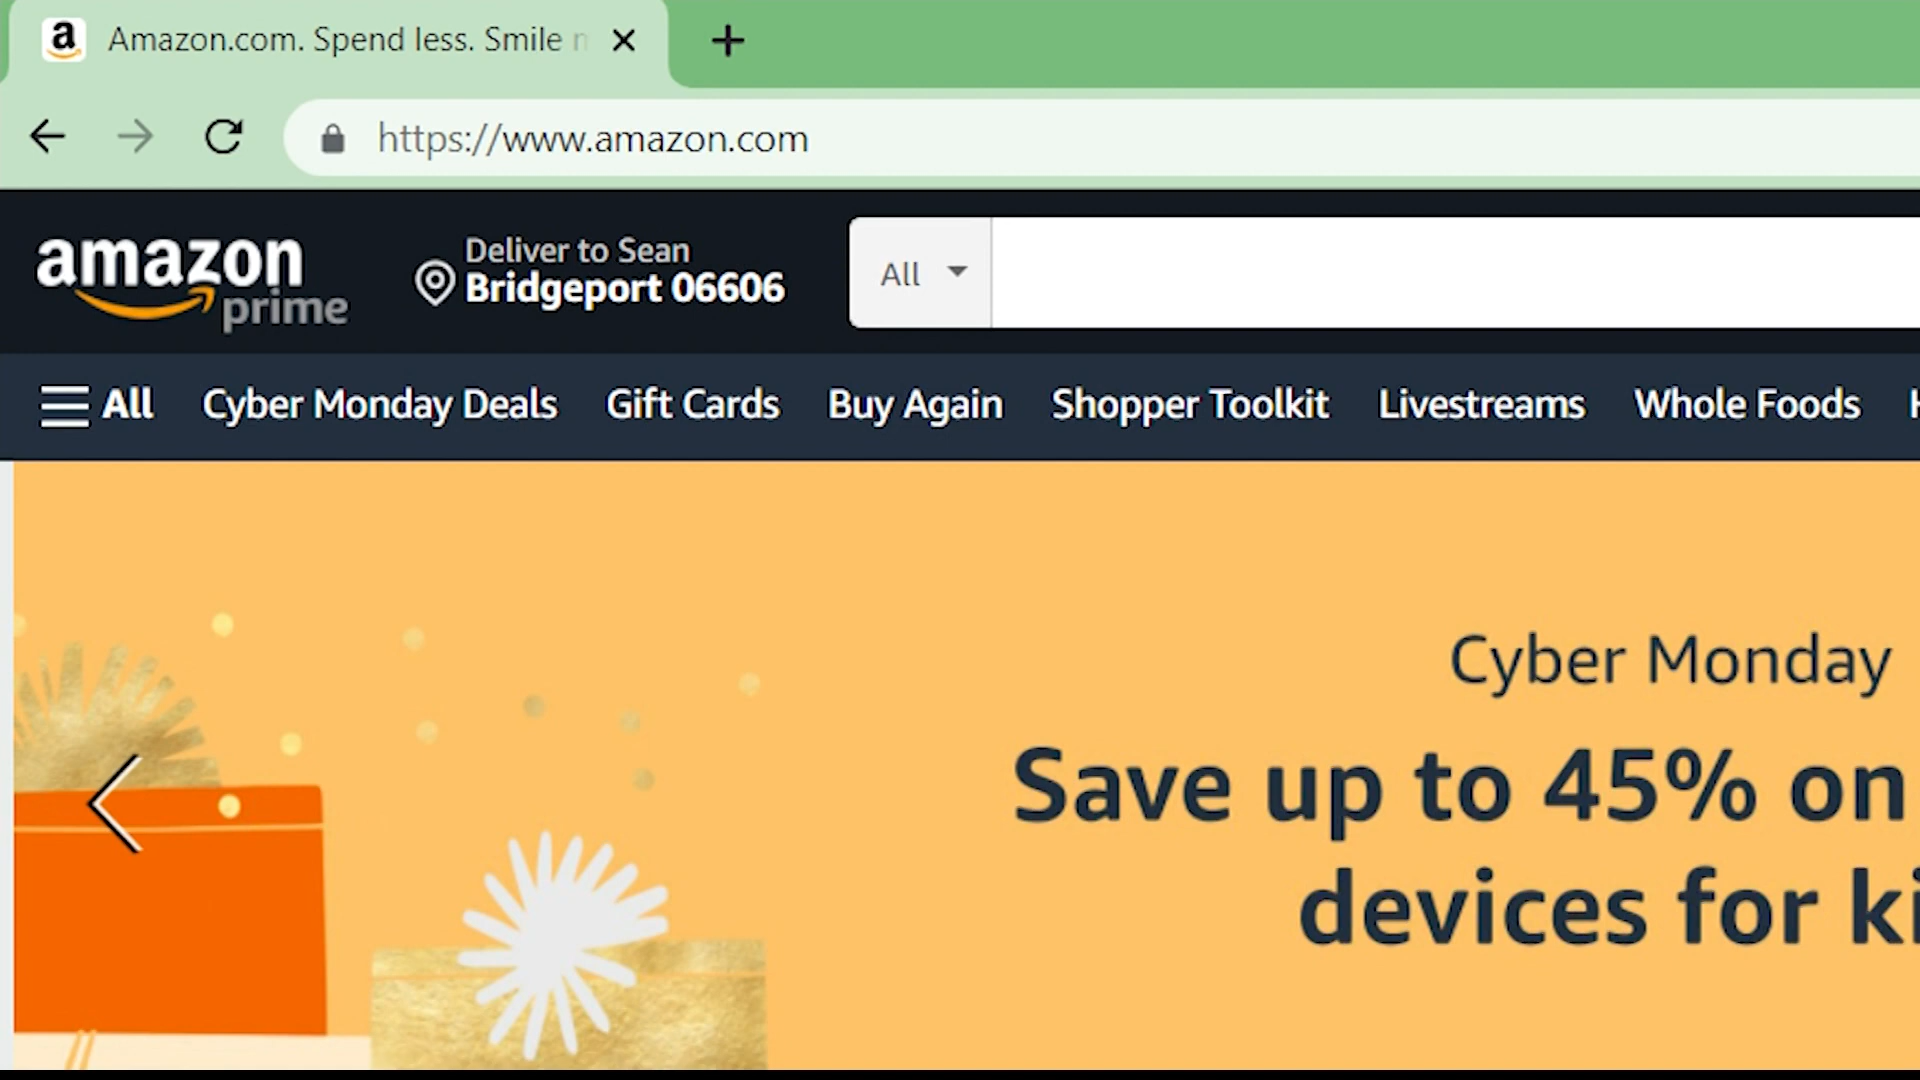 a Amazon.com. Spend less. Smile
https://www.amazon.com
amazon prime
Deliver to Sean
Bridgeport 06606
All
All Cyber Monday Deals Gift Cards Buy Again Shopper Toolkit Livestreams Whole Foods
Cyber Monday
Save up to 45% on
devices for